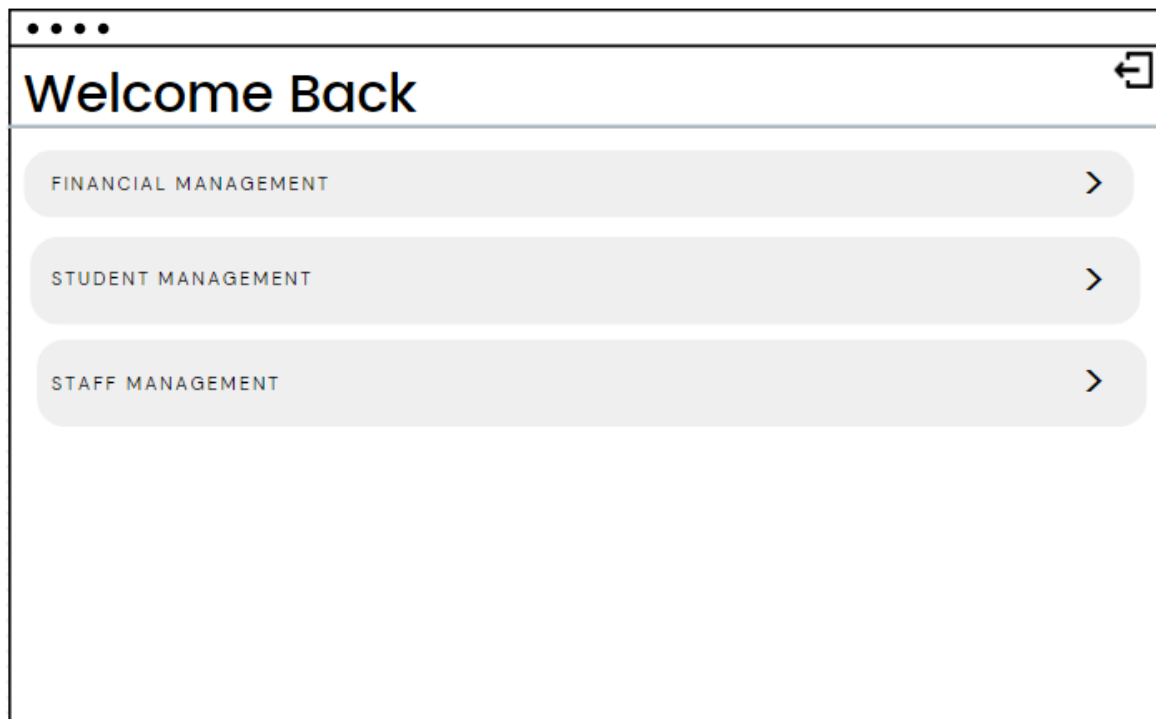 Welcome Back
FINANCIAL MANAGEMENT
STUDENT MANAGEMENT
STAFF MANAGEMENT